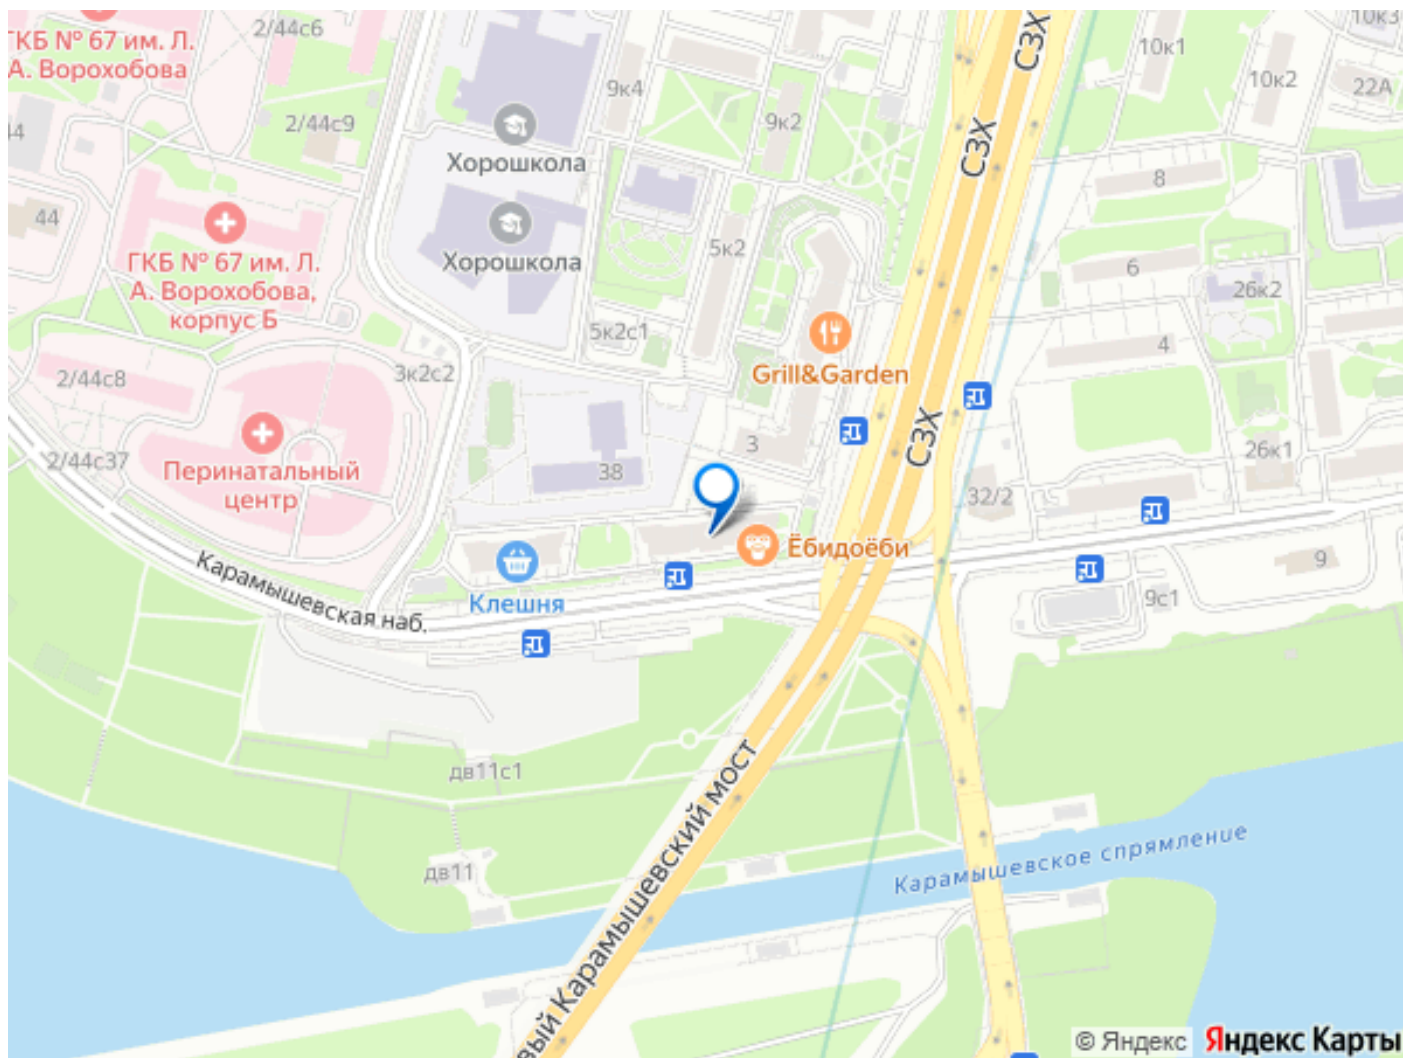 2/44с6
ГКБ № 67 им. Л.
А. Ворохобова
СЗХ
10к3
10к1
10к2
22А
9к4
9к2
44
2/44с9
Хорошкола
СЗХ
8
44
ГКБ № 67 им. Л.
А. Ворохобова,
корпус Б
Хорошкола
5к2
6
26к2
5к2с1
4
3к2с2
Grill&Garden
2/44с8
СЗХ
2/44с37
Перинатальный
центр
3
26к1
38
32/2
Ёбидоёби
Карамышевская наб.
Клешня
9
9с1
дв11с1
дв11
Карамышевское спрямление
вый Карамышевский мост
© Яндекс Яндекс Карты